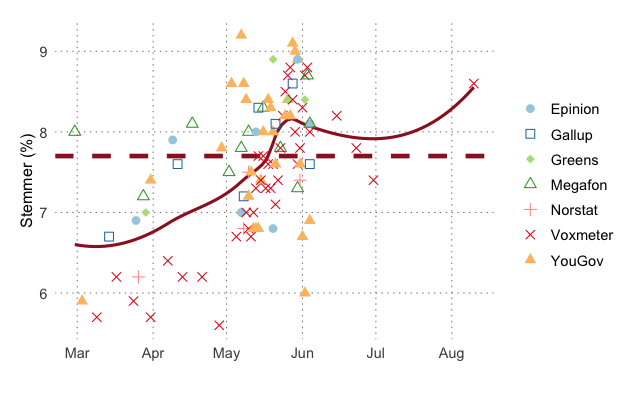 Stemmer (%)
9
8
7
6
Mar
Apr
May
Jun
Jul
Aug
Epinion
Gallup
Greens
Megafon
Norstat
Voxmeter
YouGov